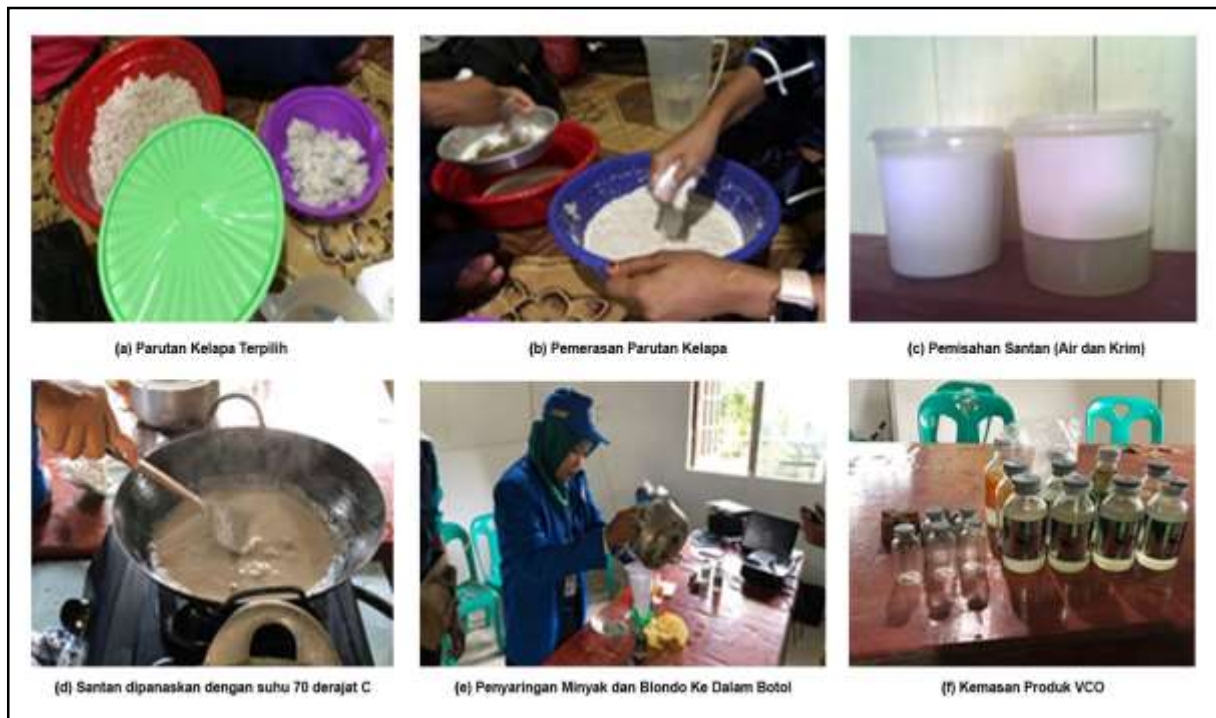 (a) Parutan Kelapa Terpilih
(b) Pemerasan Parutan Kelapa
(c) Pemisahan Santan (Air dan Krim)
(d) Santan dipanaskan dengan suhu 70 derajat C
(e) Penyaringan Minyak dan Blondo Ke Dalam Botol
(f) Kemasan Produk VCO